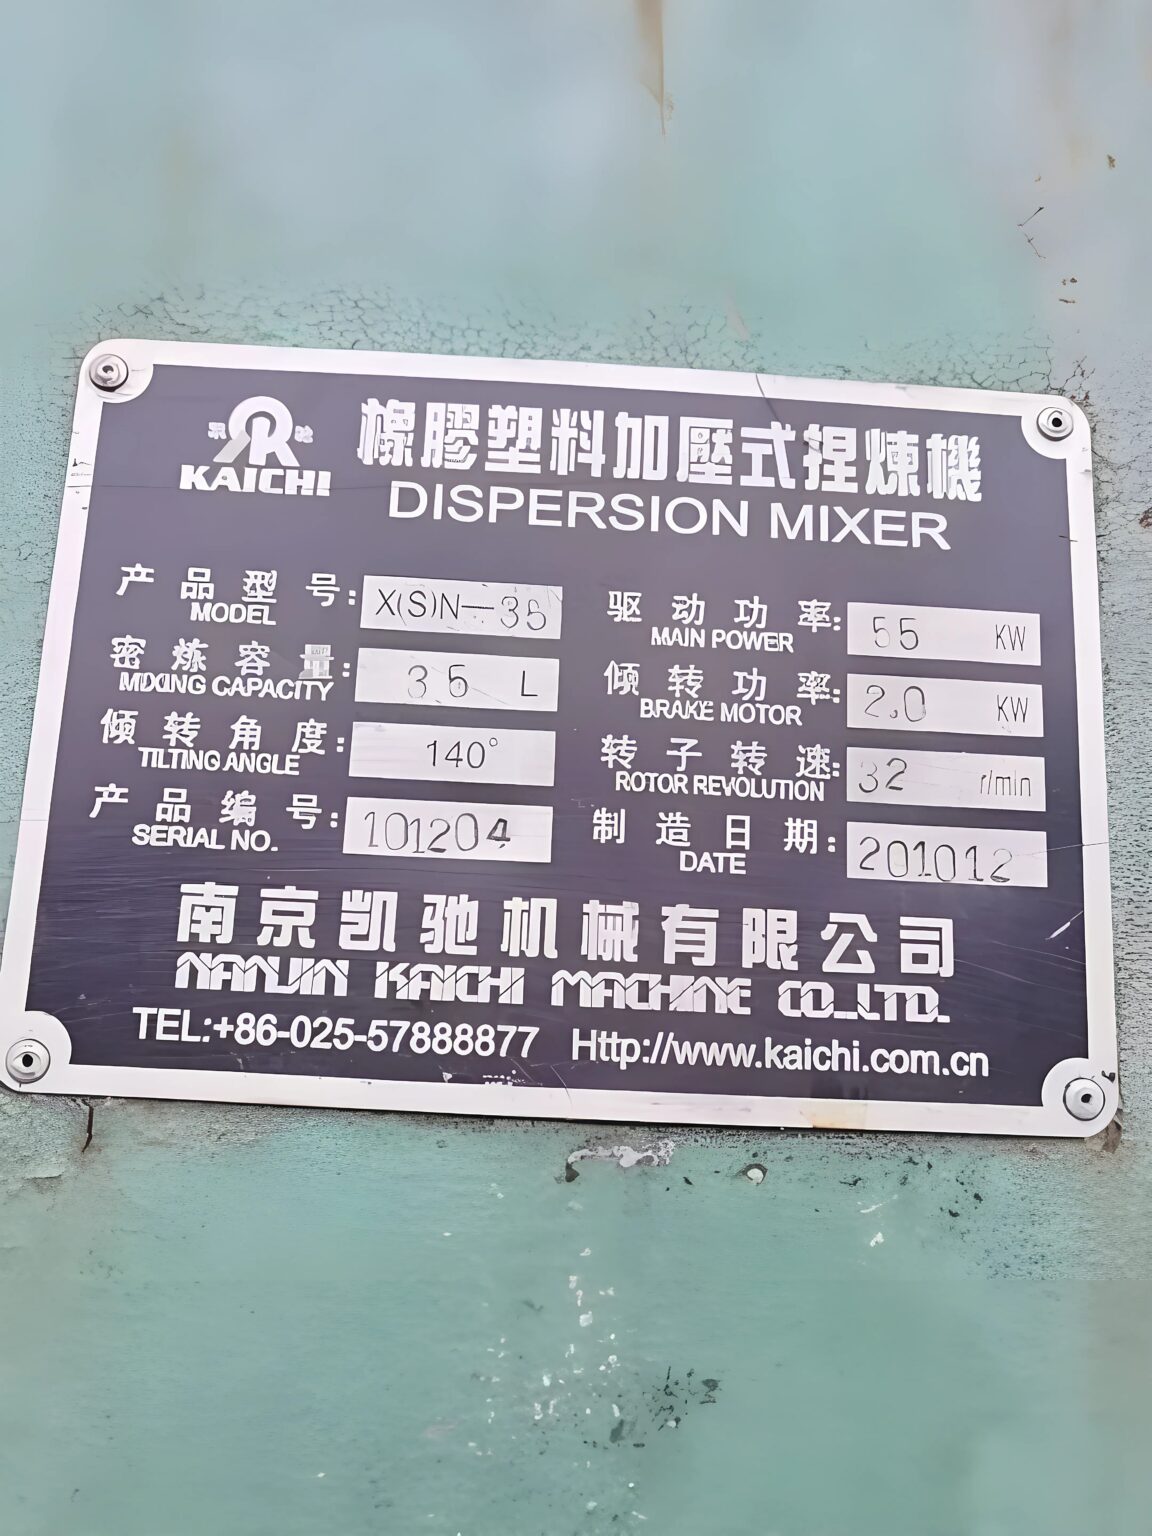 凯 驰
KAICHI
橡膠塑料加壓式捏煉機
DISPERSION MIXER
产品型号: X(S)N-35
MODEL
密炼容量: 35 L
MIXING CAPACITY
倾转角度: 140°
TILTING ANGLE
产品编号: 101204
SERIAL NO.
驱动功率: 55 KW
MAIN POWER
倾转功率: 2.0 KW
BRAKE MOTOR
转子转速: 32 r/min
ROTOR REVOLUTION
制造日期: 201012
DATE
南京凯驰机械有限公司
NANJIN KAICHI MACHINE CO.,LTD.
TEL:+86-025-57888877 Http://www.kaichi.com.cn